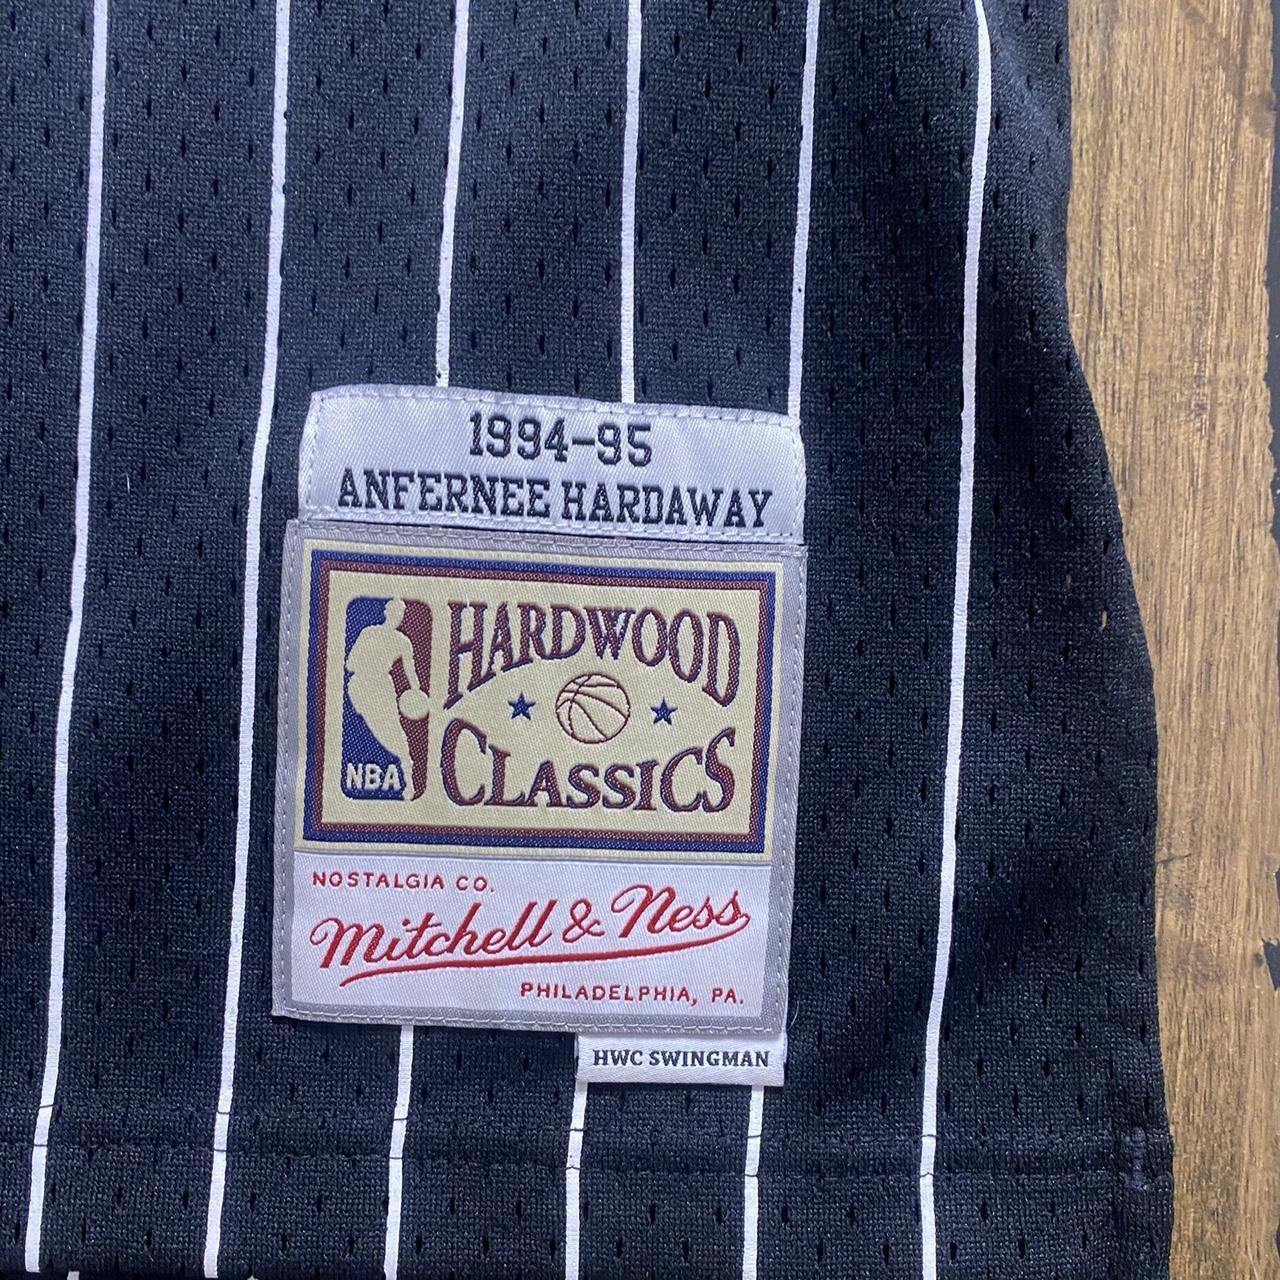 1994-95
ANFERNEE HARDAWAY
HARDWOOD
CLASSICS
NBA
NOSTALGIA CO.
Mitchell & Ness
PHILADELPHIA, PA.
HWC SWINGMAN